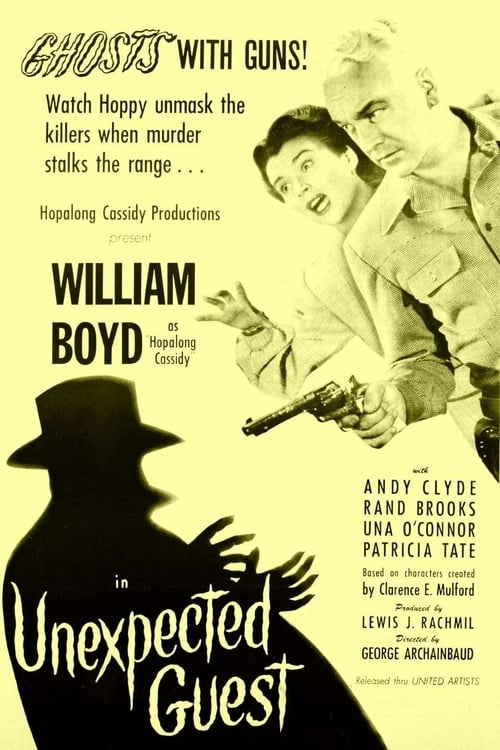 GHOSTS WITH GUNS!
Watch Hoppy unmask the
killers when murder
stalks the range . . .
Hopalong Cassidy Productions
present
WILLIAM
BOYD
as
"Hopalong
Cassidy"
with
ANDY CLYDE
RAND BROOKS
UNA O'CONNOR
PATRICIA TATE
Based on characters created
by Clarence E. Mulford
Produced by
LEWIS J. RACHMIL
Directed by
GEORGE ARCHAINBAUD
Released thru UNITED ARTISTS
in
Unexpected
Guest